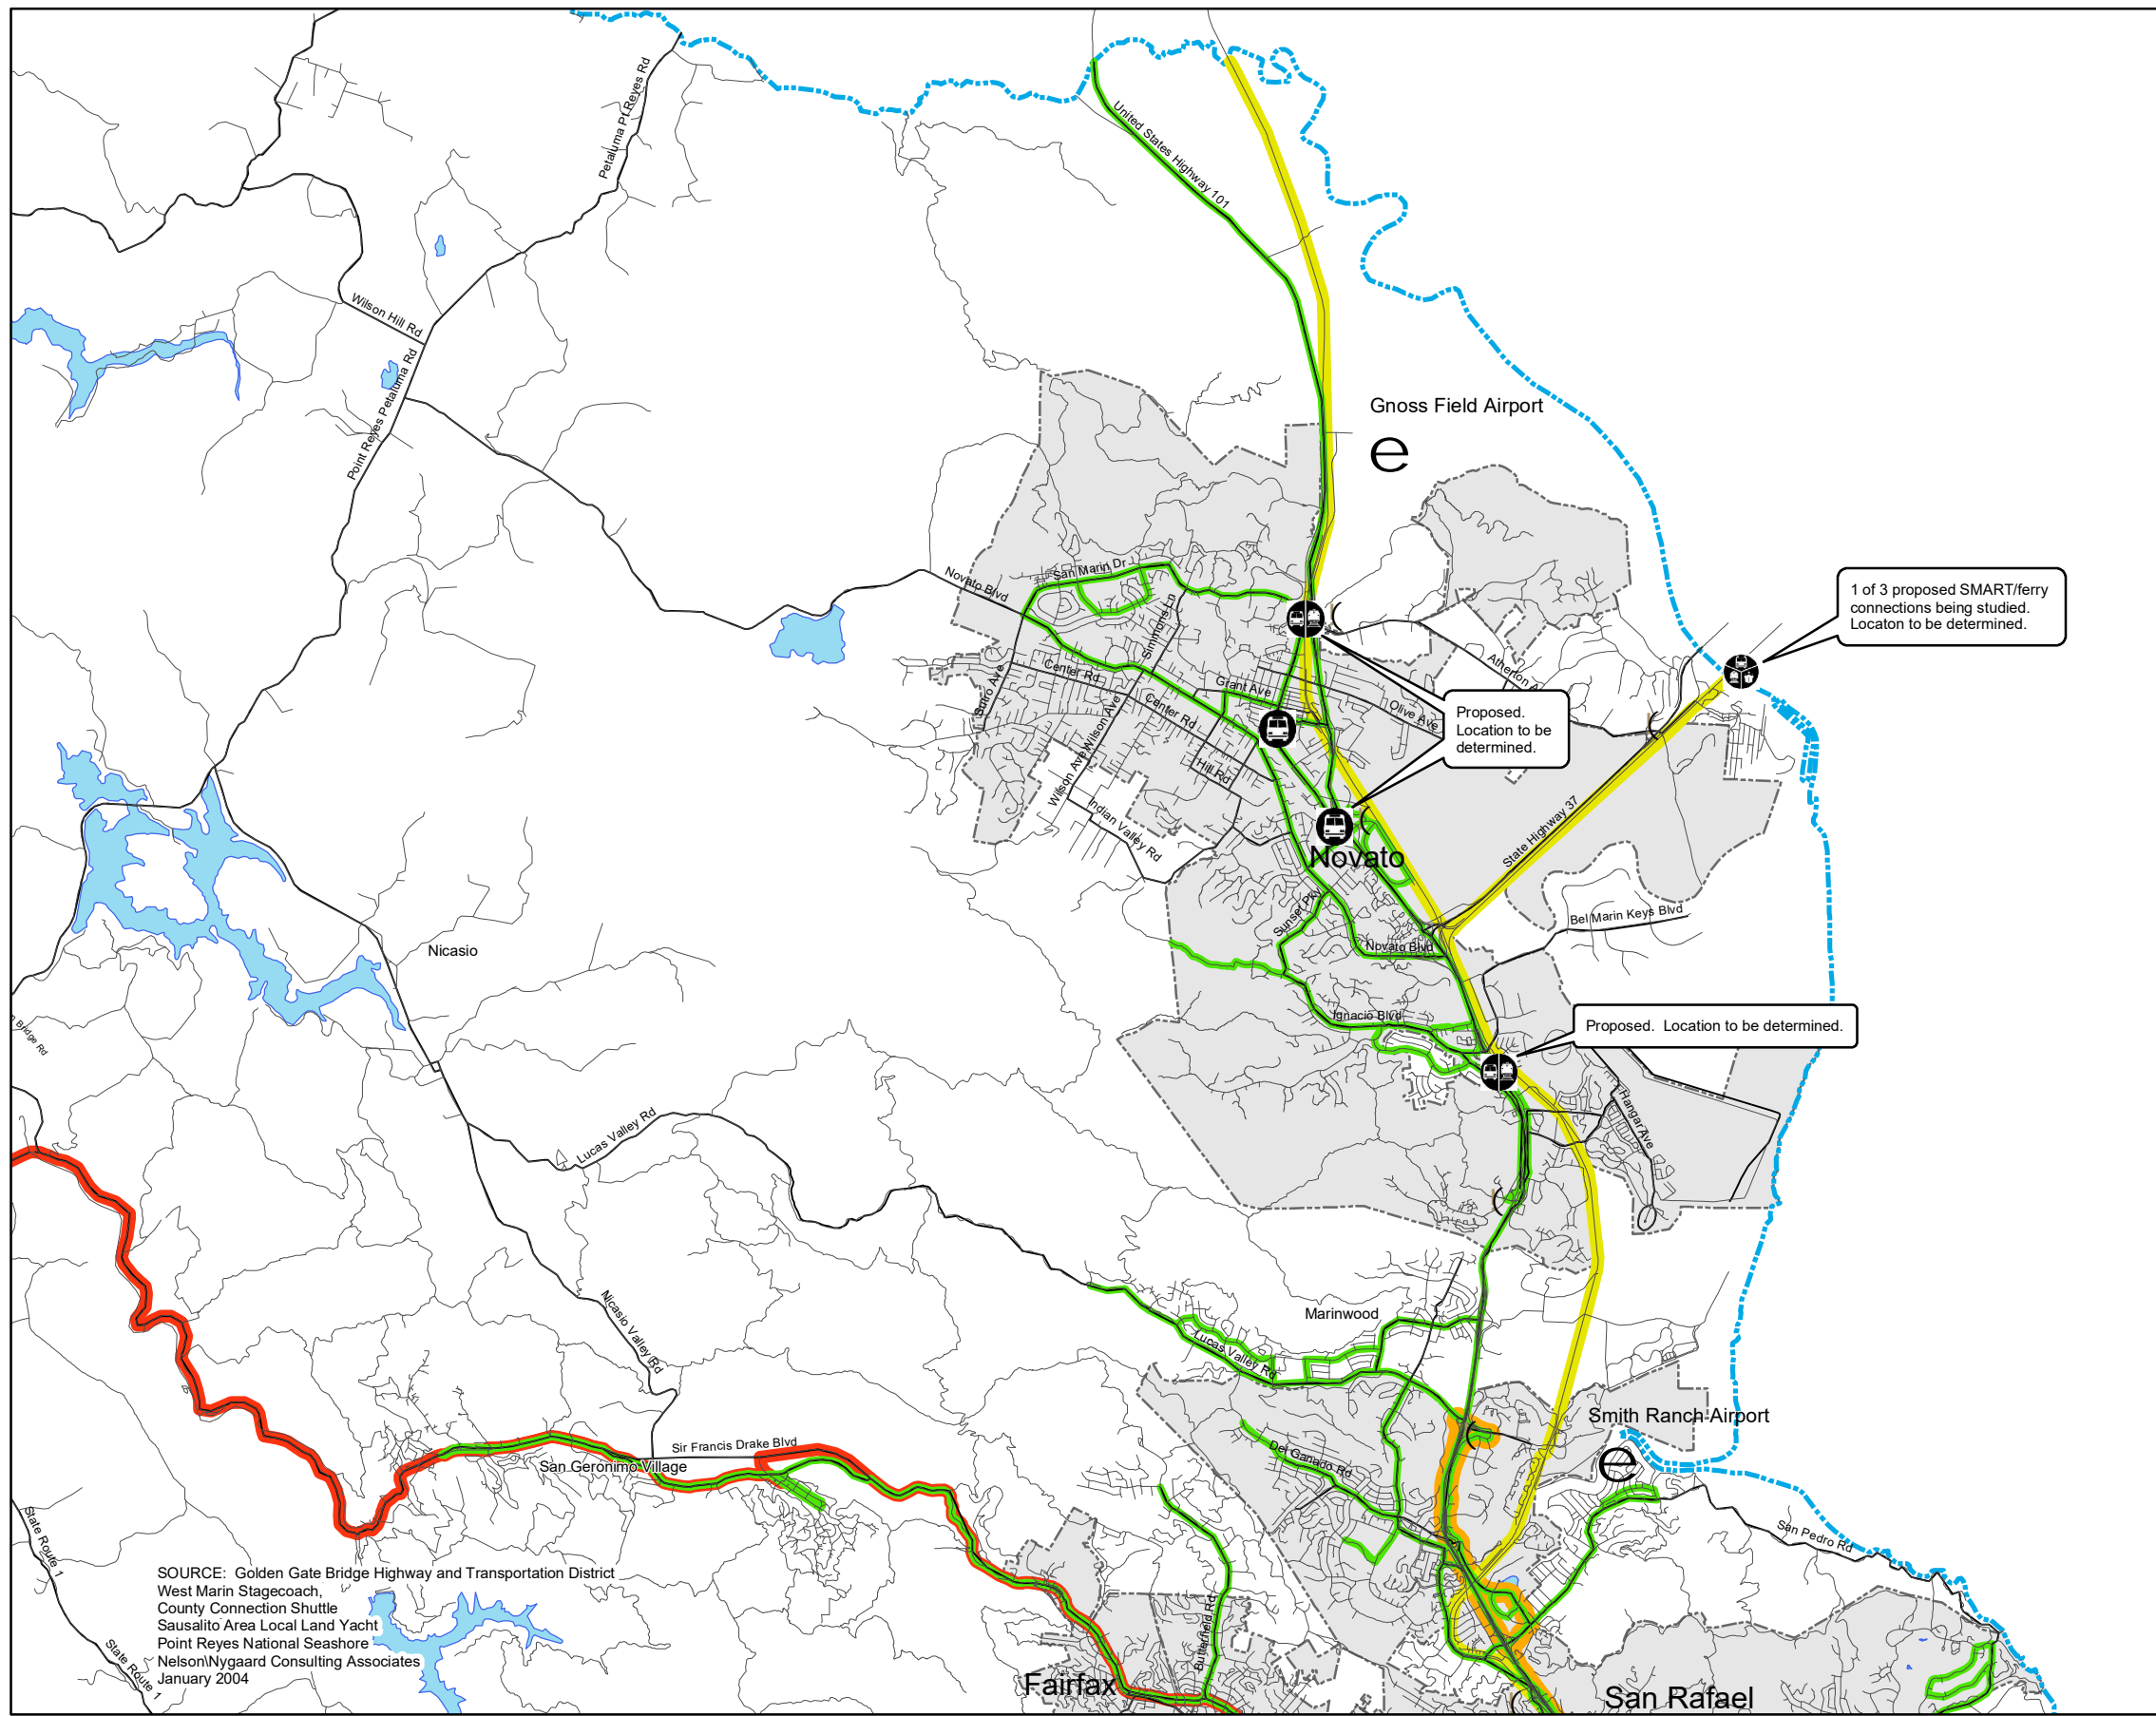 Petaluma Pt Reyes Rd
United States Highway 101
Wilson Hill Rd
Point Reyes Petaluma Rd
Gnoss Field Airport
e
San Marin Dr
Novato Blvd
Simmons Ln
1 of 3 proposed SMART/ferry
connections being studied.
Locaton to be determined.
Atherton A
Center Rd
Sutro Ave
Grant Ave
Center Rd
Olive Ave
Wilson Ave
Wilson Ave
Proposed.
Location to be
determined.
Hill Rd
Indian Valley Rd
State Highway 37
Novato
Sunset Pky
Bel Marin Keys Blvd
Novato Blvd
Nicasio
Ignacio Blvd
Proposed.  Location to be determined.
Bridge Rd
Hangar Ave
Lucas Valley Rd
Marinwood
Nicasio Valley Rd
Lucas Valley Rd
Smith Ranch Airport
e
Sir Francis Drake Blvd
San Geronimo Village
Del Ganado Rd
State Route 1
San Pedro Rd
SOURCE:  Golden Gate Bridge Highway and Transportation District
West Marin Stagecoach,
County Connection Shuttle
Sausalito Area Local Land Yacht
Point Reyes National Seashore
Nelson\Nygaard Consulting Associates
January 2004
State Route 1
Butterfield Rd
Fairfax
San Rafael